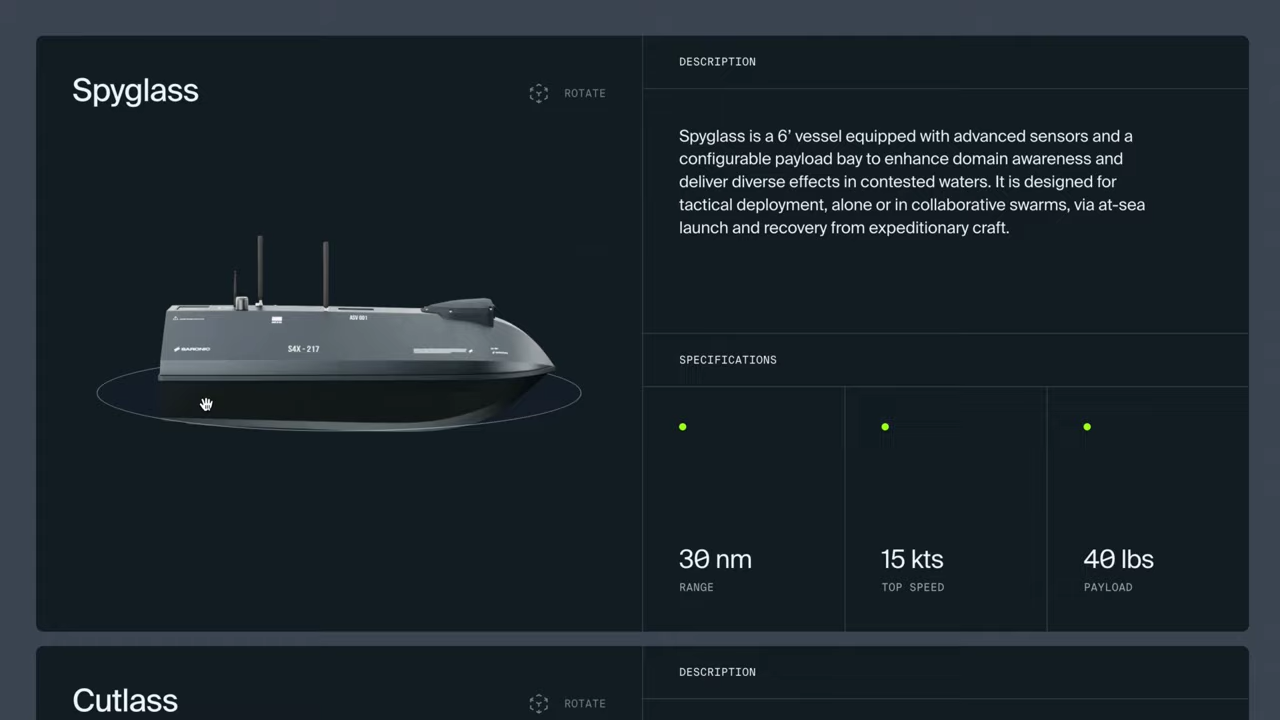 Spyglass
ROTATE
ASV 001
SARONIC
S4X - 217
DESCRIPTION
Spyglass is a 6’ vessel equipped with advanced sensors and a
configurable payload bay to enhance domain awareness and
deliver diverse effects in contested waters. It is designed for
tactical deployment, alone or in collaborative swarms, via at-sea
launch and recovery from expeditionary craft.
SPECIFICATIONS
30 nm
RANGE
15 kts
TOP SPEED
40 lbs
PAYLOAD
Cutlass
ROTATE
DESCRIPTION